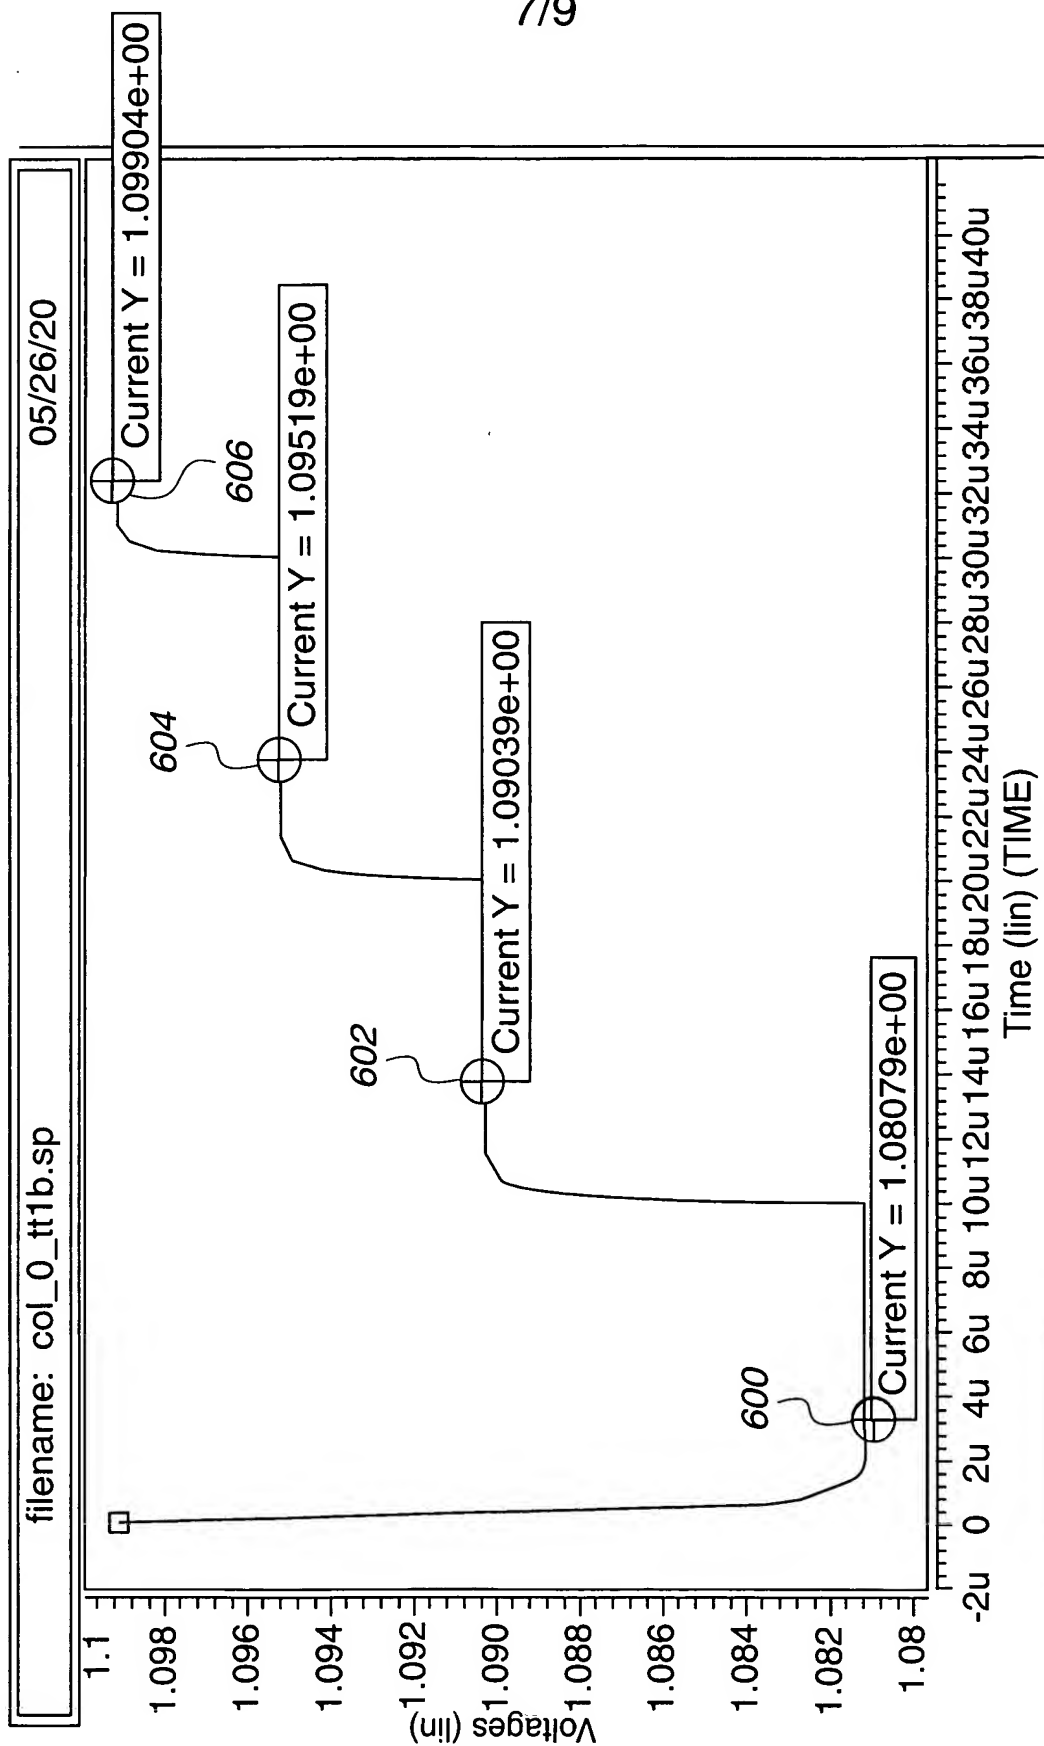 7/9
filename: col_0_tt1b.sp
05/26/20
Current Y = 1.09904e+00
606
Current Y = 1.09519e+00
604
Current Y = 1.09039e+00
602
Current Y = 1.08079e+00
600
Voltages (lin)
1.1
1.098
1.096
1.094
1.092
1.090
1.088
1.086
1.084
1.082
1.08
-2u 0 2u 4u 6u 8u 10u 12u 14u 16u 18u 20u 22u 24u 26u 28u 30u 32u 34u 36u 38u 40u
Time (lin) (TIME)